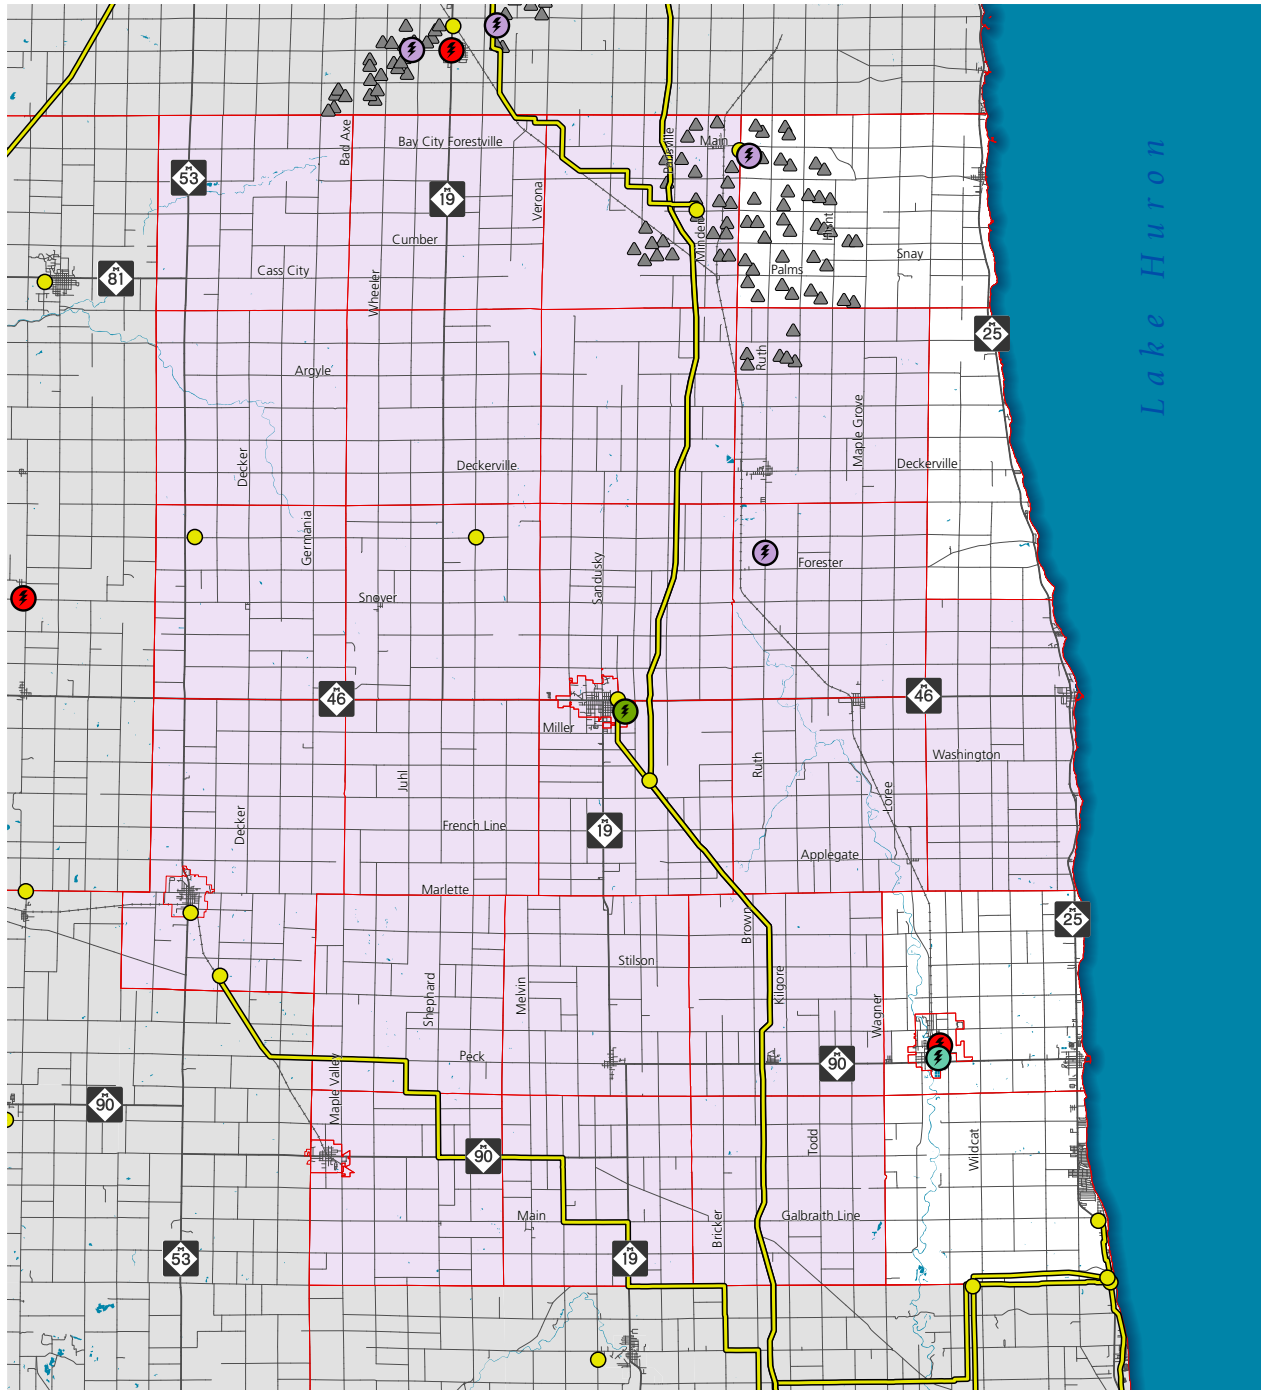 Bad Axe
Bay City Forestville
Main
M
53
M
19
Verona
Minden
Cumber
Cass City
M
81
Wheeler
Palms
Snay
Lake Huron
M
25
Ruth
Argyle
Maple Grove
Decker
Deckerville
Deckerville
Germania
Sandusky
Forester
Snover
M
46
M
46
Miller
Washington
Ruth
Juhl
Loree
Decker
French Line
M
19
Applegate
Marlette
M
25
Brown
Stilson
Shephard
Melvin
Kilgore
Wagner
Peck
M
90
Maple Valley
M
90
M
90
Todd
Wildcat
Main
Bricker
Galbraith Line
M
53
M
19